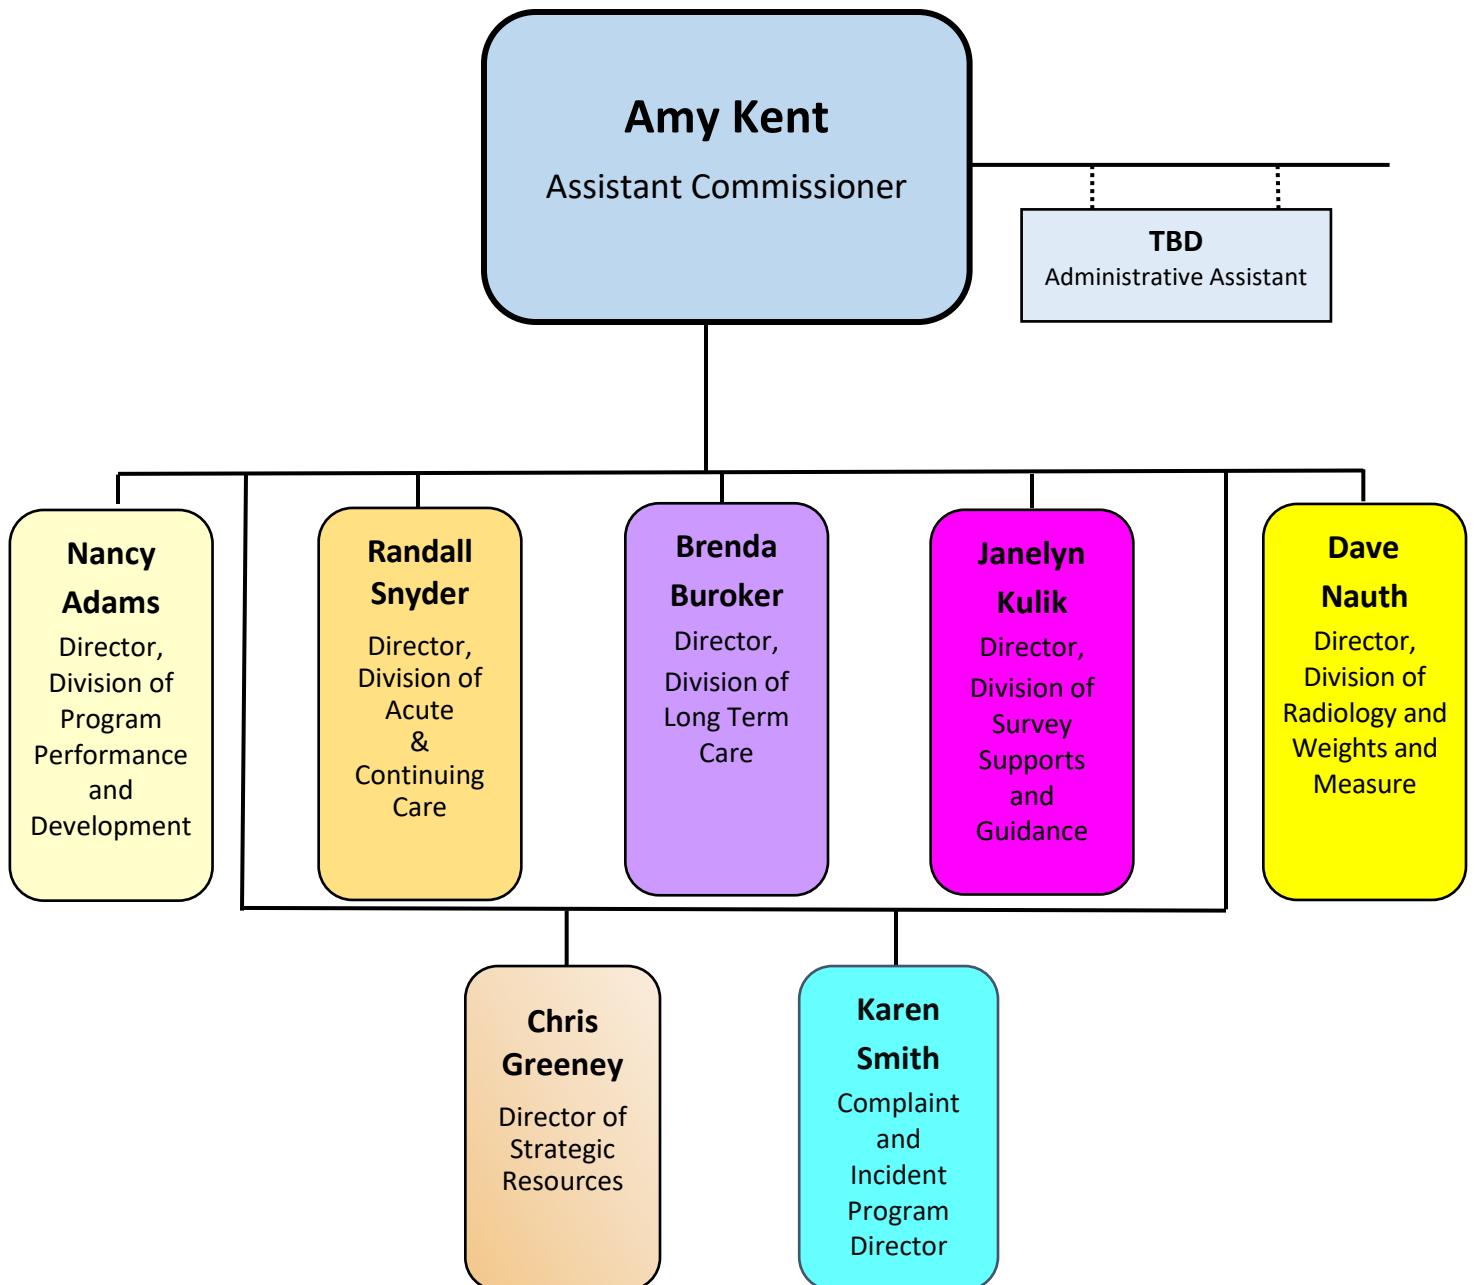 Amy Kent
Assistant Commissioner
TBD
Administrative Assistant
Nancy
Adams
Director,
Division of
Program
Performance
and
Development
Randall
Snyder
Director,
Division of
Acute
&
Continuing
Care
Brenda
Buroker
Director,
Division of
Long Term
Care
Janelyn
Kulik
Director,
Division of
Survey
Supports
and
Guidance
Dave
Nauth
Director,
Division of
Radiology and
Weights and
Measure
Chris
Greeney
Director of
Strategic
Resources
Karen
Smith
Complaint
and
Incident
Program
Director